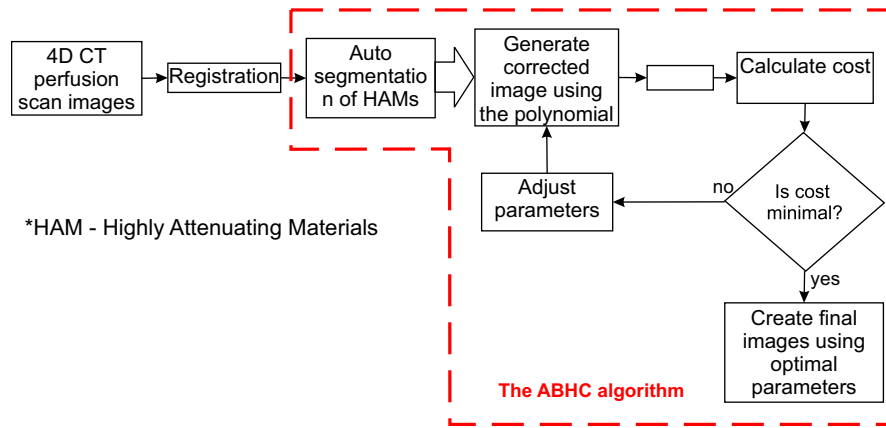 4D CT
perfusion
scan images
Registration
Auto
segmentatio
n of HAMs
Generate
corrected
image using
the polynomial
Calculate cost
Adjust
parameters
no
Is cost
minimal?
*HAM - Highly Attenuating Materials
yes
Create final
images using
optimal
parameters
The ABHC algorithm